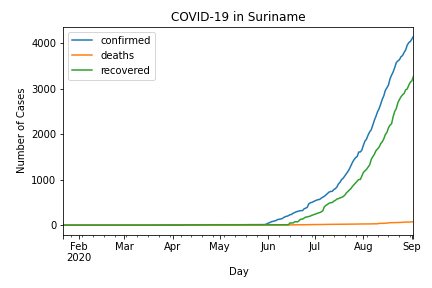 COVID-19 in Suriname
confirmed
deaths
recovered
Number of Cases
4000
3000
2000
1000
0
Feb Mar Apr May Jun Jul Aug Sep
2020
Day